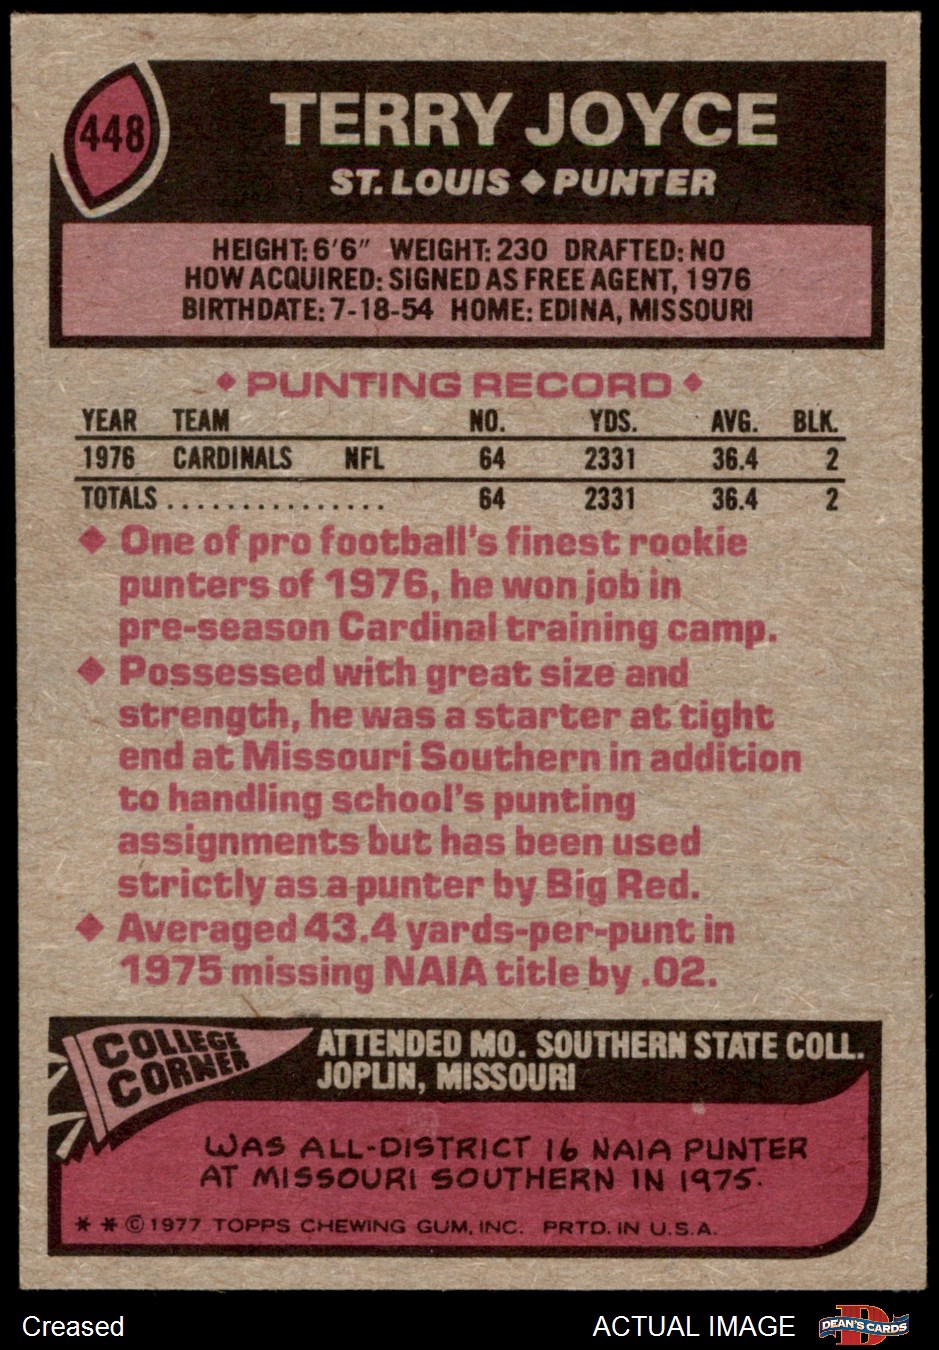 448
TERRY JOYCE
ST. LOUIS ◆ PUNTER
HEIGHT: 6'6" WEIGHT: 230 DRAFTED: NO
HOW ACQUIRED: SIGNED AS FREE AGENT, 1976
BIRTHDATE: 7-18-54 HOME: EDINA, MISSOURI
◆ PUNTING RECORD ◆
YEAR TEAM NO. YDS. AVG. BLK.
1976 CARDINALS NFL 64 2331 36.4 2
TOTALS . . . . . . . . . . . . . . . 64 2331 36.4 2
◆ One of pro football's finest rookie
punters of 1976, he won job in
pre-season Cardinal training camp.
◆ Possessed with great size and
strength, he was a starter at tight
end at Missouri Southern in addition
to handling school's punting
assignments but has been used
strictly as a punter by Big Red.
◆ Averaged 43.4 yards-per-punt in
1975 missing NAIA title by .02.
COLLEGE
CORNER
ATTENDED MO. SOUTHERN STATE COLL.
JOPLIN, MISSOURI
WAS ALL-DISTRICT 16 NAIA PUNTER
AT MISSOURI SOUTHERN IN 1975.
* * © 1977 TOPPS CHEWING GUM, INC. PRTD. IN U.S.A.
Creased
ACTUAL IMAGE
D
DEAN'S CARDS